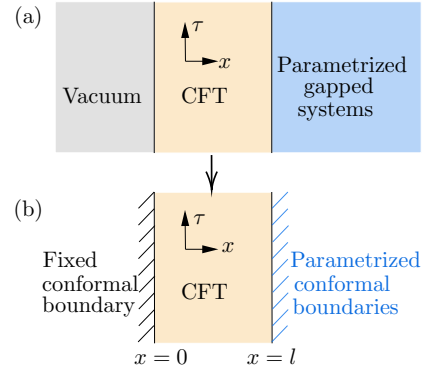 (a)
τ
x
Vacuum
CFT
Parametrized
gapped
systems
(b)
τ
x
Fixed
conformal
boundary
CFT
Parametrized
conformal
boundaries
x = 0
x = l